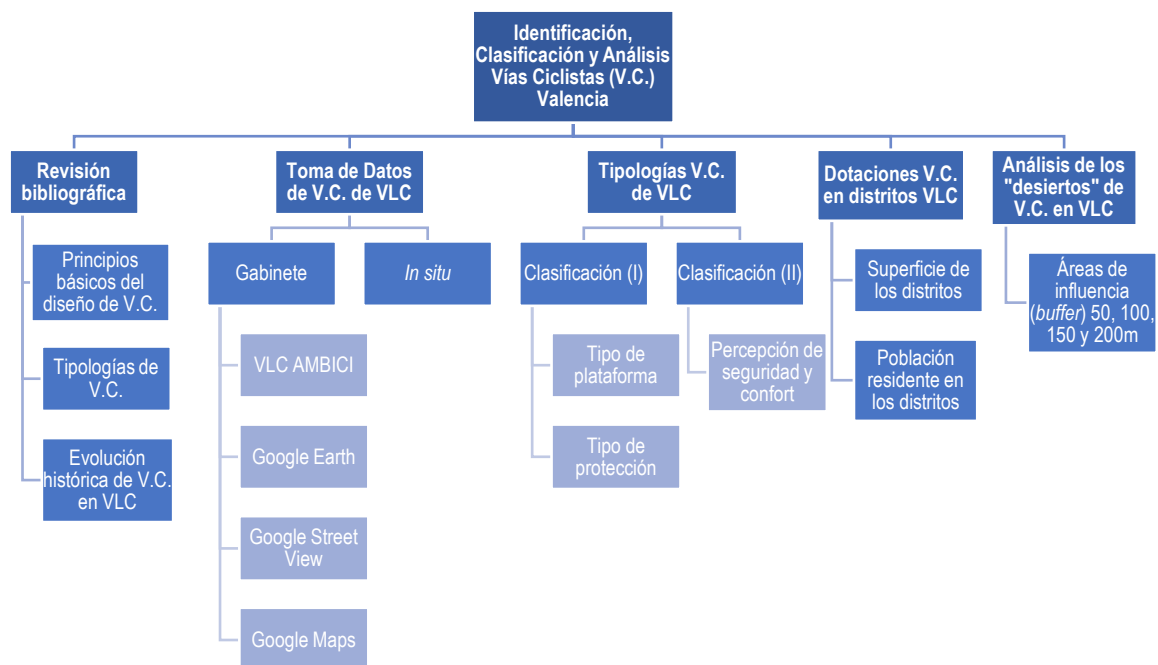 Identificación,
Clasificación y Análisis
Vías Ciclistas (V.C.)
Valencia
Revisión
bibliográfica
Principios
básicos del
diseño de V.C.
Tipologías de
V.C.
Evolución
histórica de V.C.
en VLC
Toma de Datos
de V.C. de VLC
Gabinete
VLC AMBICI
Google Earth
Google Street
View
Google Maps
In situ
Tipologías V.C.
de VLC
Clasificación (I)
Tipo de
plataforma
Tipo de
protección
Clasificación (II)
Percepción de
seguridad y
confort
Dotaciones V.C.
en distritos VLC
Superficie de
los distritos
Población
residente en
los distritos
Análisis de los
"desiertos" de
V.C. en VLC
Áreas de
influencia
(buffer) 50, 100,
150 y 200m